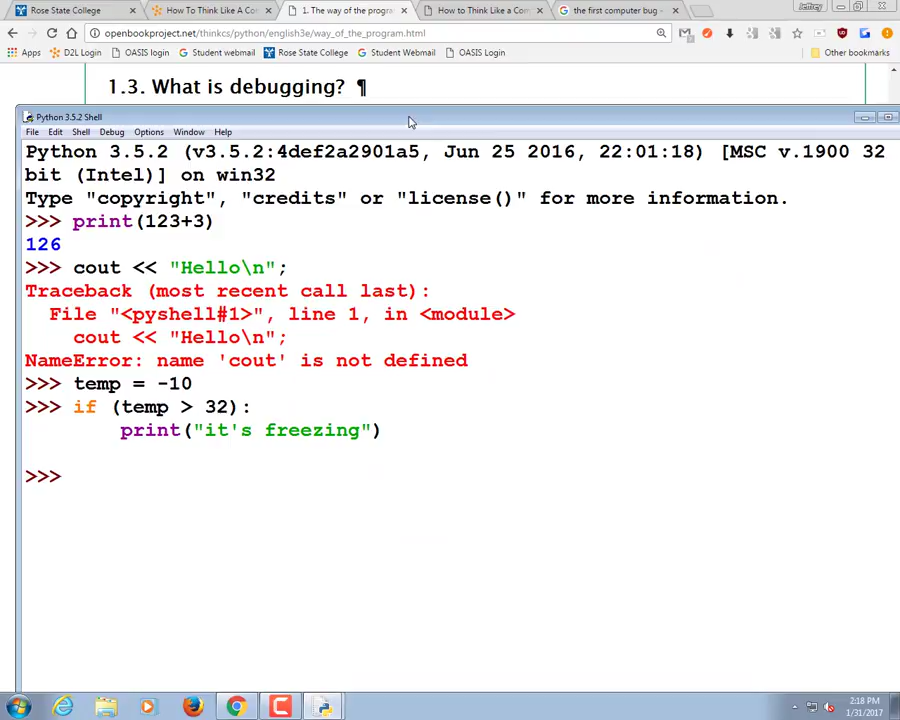 Rose State College
How To Think Like A Co
1. The way of the progra
How to Think Like a Com
the first computer bug -
Jeffrey
openbookproject.net/thinkcs/python/english3e/way_of_the_program.html
Apps
D2L Login
OASIS login
Student webmail
Rose State College
Student Webmail
OASIS Login
Other bookmarks
1.3. What is debugging? ¶
Python 3.5.2 Shell
File Edit Shell Debug Options Window Help
Python 3.5.2 (v3.5.2:4def2a2901a5, Jun 25 2016, 22:01:18) [MSC v.1900 32
bit (Intel)] on win32
Type "copyright", "credits" or "license()" for more information.
>>> print(123+3)
126
>>> cout << "Hello\n";
Traceback (most recent call last):
File "<pyshell#1>", line 1, in <module>
cout << "Hello\n";
NameError: name 'cout' is not defined
>>> temp = -10
>>> if (temp > 32):
print("it's freezing")
>>>
2:18 PM
1/31/2017